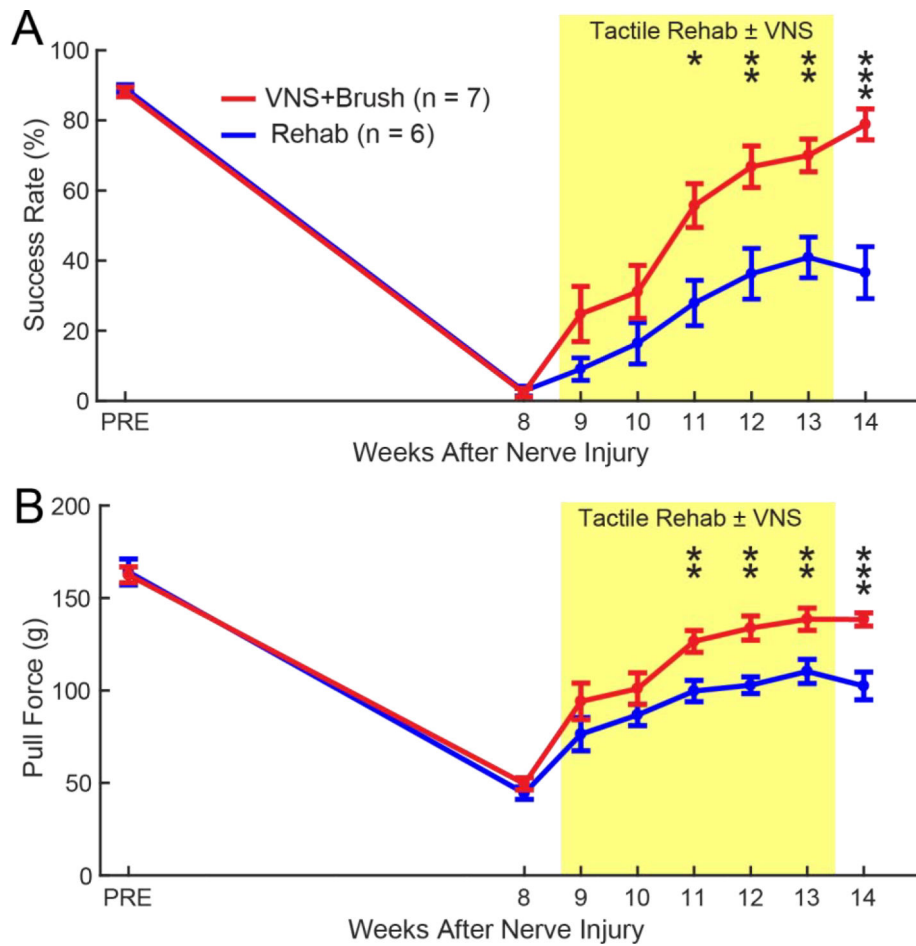 A
Tactile Rehab ± VNS
* ** ** ***
VNS+Brush (n = 7)
Rehab (n = 6)
Success Rate (%)
100
80
60
40
20
0
PRE 8 9 10 11 12 13 14
Weeks After Nerve Injury
B
Tactile Rehab ± VNS
** ** ** ***
Pull Force (g)
200
150
100
50
0
PRE 8 9 10 11 12 13 14
Weeks After Nerve Injury